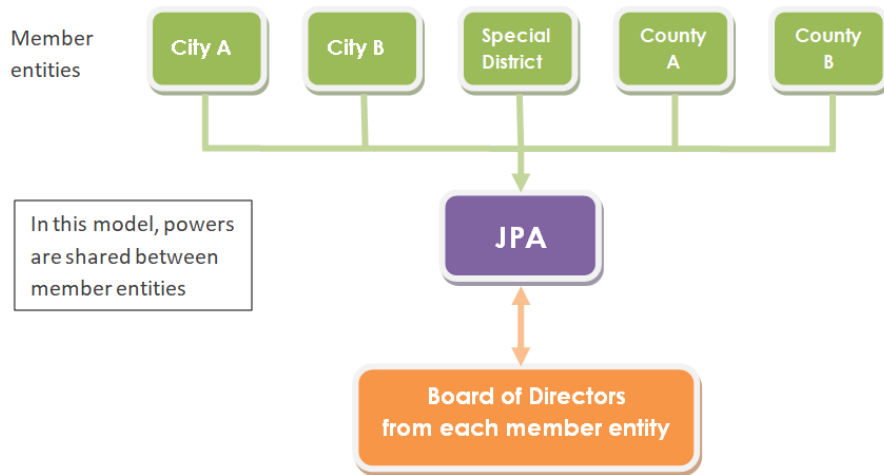 Member
entities
City A
City B
Special
District
County
A
County
B
In this model, powers
are shared between
member entities
JPA
Board of Directors
from each member entity